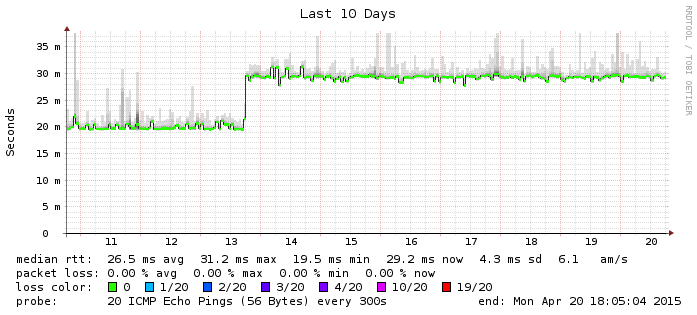 Last 10 Days
RRDTOOL / TOBI OETIKER
Seconds
35 m
30 m
25 m
20 m
15 m
10 m
5 m
0
11 12 13 14 15 16 17 18 19 20
median rtt: 26.5 ms avg 31.2 ms max 19.5 ms min 29.2 ms now 4.3 ms sd 6.1 am/s
packet loss: 0.00 % avg 0.00 % max 0.00 % min 0.00 % now
loss color: 0 1/20 2/20 3/20 4/20 10/20 19/20
probe: 20 ICMP Echo Pings (56 Bytes) every 300s end: Mon Apr 20 18:05:04 2015